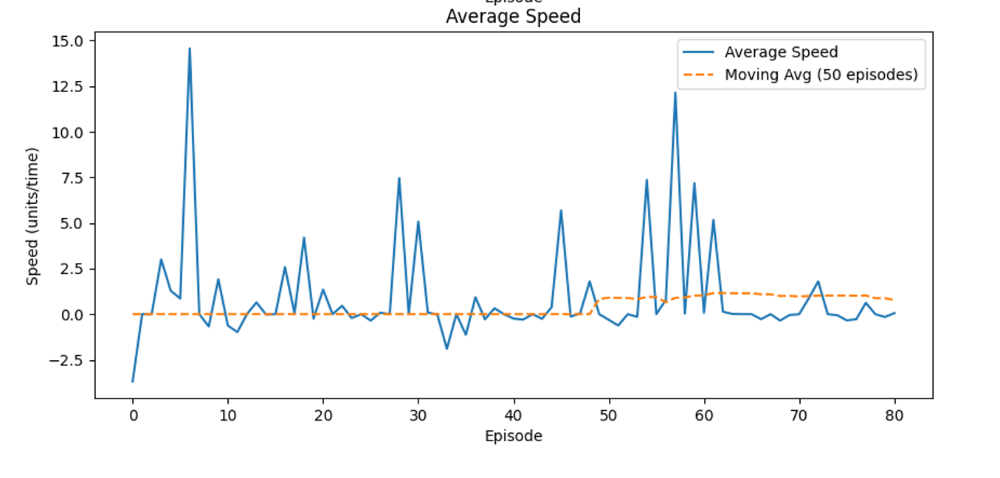 Episode
Average Speed
15.0
12.5
10.0
7.5
5.0
2.5
0.0
−2.5
Speed (units/time)
Average Speed
Moving Avg (50 episodes)
0 10 20 30 40 50 60 70 80
Episode